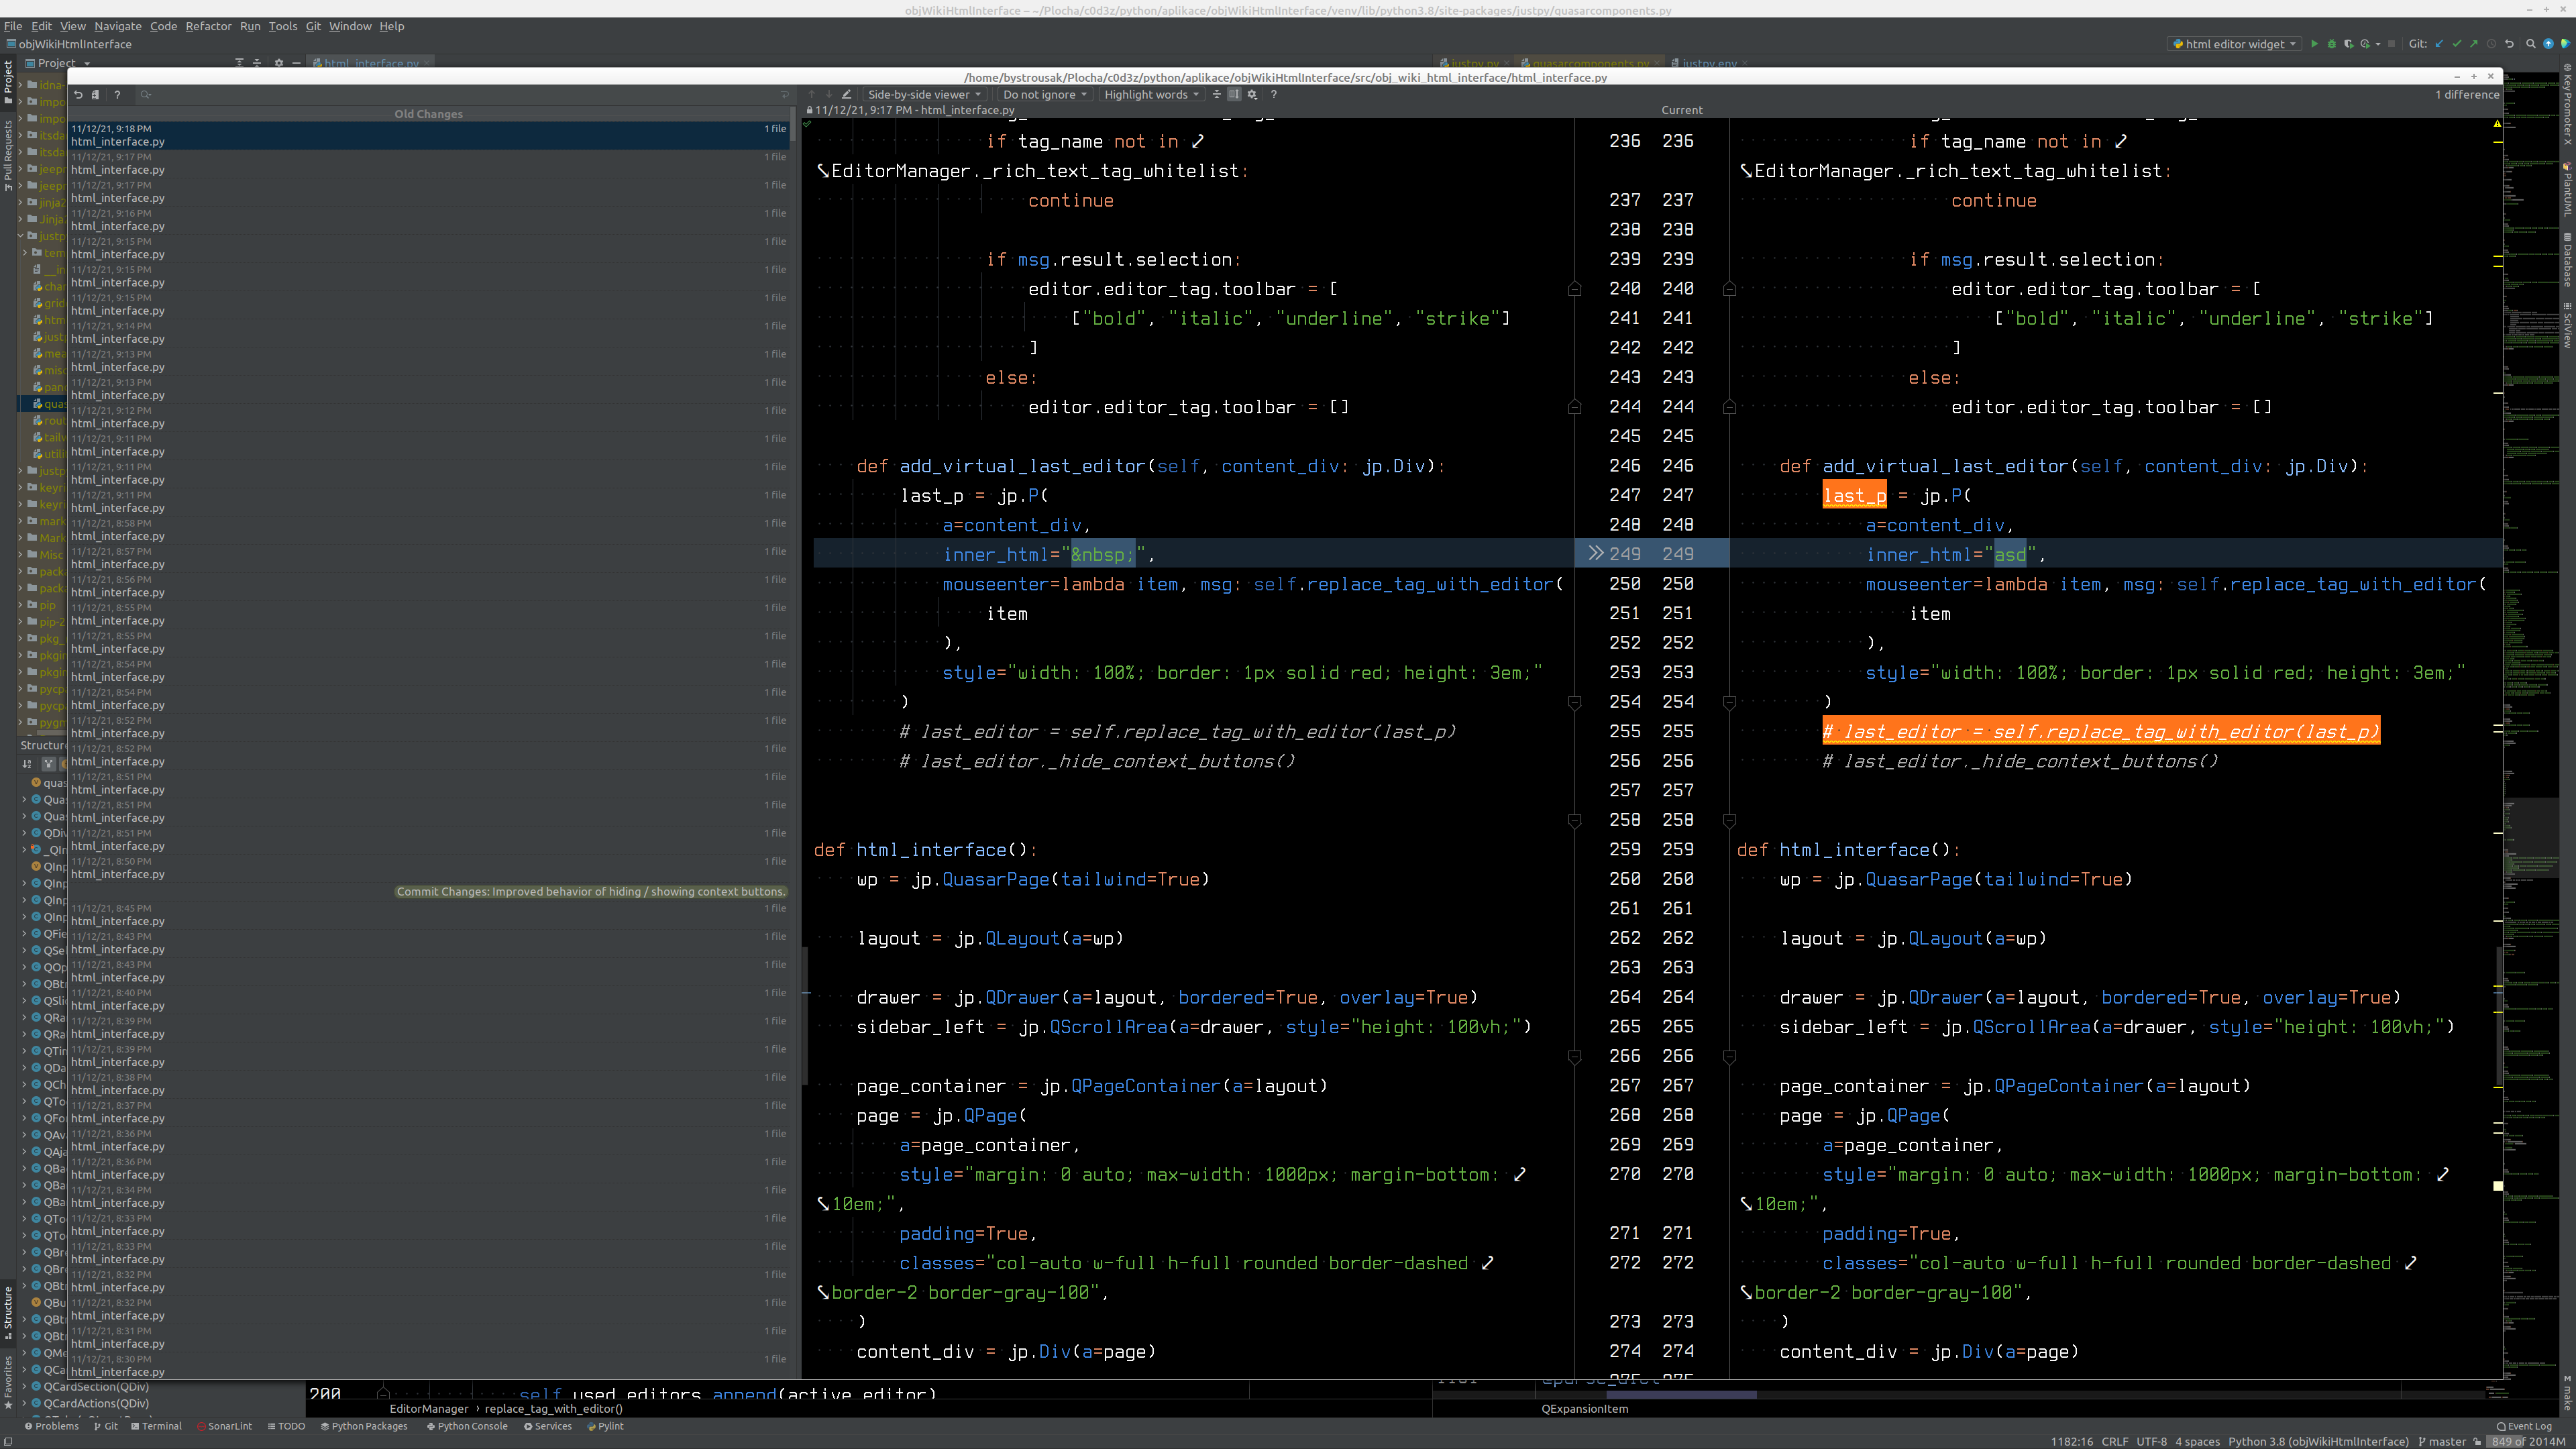 objWikiHtmlInterface – ~/Plocha/c0d3z/python/aplikace/objWikiHtmlInterface/venv/lib/python3.8/site-packages/justpy/quasarcomponents.py
File Edit View Navigate Code Refactor Run Tools Git Window Help
objWikiHtmlInterface
html editor widget
Git:
Project
html_interface.py
justpy.py
quasarcomponents.py
justpy.env
/home/bystrousak/Plocha/c0d3z/python/aplikace/objWikiHtmlInterface/src/obj_wiki_html_interface/html_interface.py
Side-by-side viewer
Do not ignore
Highlight words
1 difference
Old Changes
11/12/21, 9:17 PM - html_interface.py
Current
11/12/21, 9:18 PM 1 file
html_interface.py
11/12/21, 9:17 PM 1 file
html_interface.py
11/12/21, 9:17 PM 1 file
html_interface.py
11/12/21, 9:16 PM 1 file
html_interface.py
11/12/21, 9:15 PM 1 file
html_interface.py
11/12/21, 9:15 PM 1 file
html_interface.py
11/12/21, 9:15 PM 1 file
html_interface.py
11/12/21, 9:14 PM 1 file
html_interface.py
11/12/21, 9:13 PM 1 file
html_interface.py
11/12/21, 9:13 PM 1 file
html_interface.py
11/12/21, 9:12 PM 1 file
html_interface.py
11/12/21, 9:11 PM 1 file
html_interface.py
11/12/21, 9:11 PM 1 file
html_interface.py
11/12/21, 9:11 PM 1 file
html_interface.py
11/12/21, 8:58 PM 1 file
html_interface.py
11/12/21, 8:57 PM 1 file
html_interface.py
11/12/21, 8:56 PM 1 file
html_interface.py
11/12/21, 8:55 PM 1 file
html_interface.py
11/12/21, 8:55 PM 1 file
html_interface.py
11/12/21, 8:54 PM 1 file
html_interface.py
11/12/21, 8:54 PM 1 file
html_interface.py
11/12/21, 8:52 PM 1 file
html_interface.py
11/12/21, 8:52 PM 1 file
html_interface.py
11/12/21, 8:51 PM 1 file
html_interface.py
11/12/21, 8:51 PM 1 file
html_interface.py
11/12/21, 8:51 PM 1 file
html_interface.py
11/12/21, 8:50 PM 1 file
html_interface.py
Commit Changes: Improved behavior of hiding / showing context buttons.
11/12/21, 8:45 PM 1 file
html_interface.py
11/12/21, 8:43 PM 1 file
html_interface.py
11/12/21, 8:43 PM 1 file
html_interface.py
11/12/21, 8:40 PM 1 file
html_interface.py
11/12/21, 8:39 PM 1 file
html_interface.py
11/12/21, 8:39 PM 1 file
html_interface.py
11/12/21, 8:38 PM 1 file
html_interface.py
11/12/21, 8:37 PM 1 file
html_interface.py
11/12/21, 8:36 PM 1 file
html_interface.py
11/12/21, 8:36 PM 1 file
html_interface.py
11/12/21, 8:34 PM 1 file
html_interface.py
11/12/21, 8:33 PM 1 file
html_interface.py
11/12/21, 8:33 PM 1 file
html_interface.py
11/12/21, 8:32 PM 1 file
html_interface.py
11/12/21, 8:32 PM 1 file
html_interface.py
11/12/21, 8:31 PM 1 file
html_interface.py
11/12/21, 8:30 PM 1 file
html_interface.py
if tag_name not in 236
EditorManager._rich_text_tag_whitelist:
continue 237
238
if msg.result.selection: 239
editor.editor_tag.toolbar = [ 240
["bold", "italic", "underline", "strike"] 241
] 242
else: 243
editor.editor_tag.toolbar = [] 244
245
def add_virtual_last_editor(self, content_div: jp.Div): 246
last_p = jp.P( 247
a=content_div, 248
inner_html="&nbsp;", 249
mouseenter=lambda item, msg: self.replace_tag_with_editor( 250
item 251
), 252
style="width: 100%; border: 1px solid red; height: 3em;" 253
) 254
# last_editor = self.replace_tag_with_editor(last_p) 255
# last_editor._hide_context_buttons() 256
257
258
def html_interface(): 259
wp = jp.QuasarPage(tailwind=True) 260
261
layout = jp.QLayout(a=wp) 262
263
drawer = jp.QDrawer(a=layout, bordered=True, overlay=True) 264
sidebar_left = jp.QScrollArea(a=drawer, style="height: 100vh;") 265
266
page_container = jp.QPageContainer(a=layout) 267
page = jp.QPage( 268
a=page_container, 269
style="margin: 0 auto; max-width: 1000px; margin-bottom: 270
10em;",
padding=True, 271
classes="col-auto w-full h-full rounded border-dashed 272
border-2 border-gray-100",
) 273
content_div = jp.Div(a=page) 274
236 if tag_name not in
EditorManager._rich_text_tag_whitelist:
237 continue
238
239 if msg.result.selection:
240 editor.editor_tag.toolbar = [
241 ["bold", "italic", "underline", "strike"]
242 ]
243 else:
244 editor.editor_tag.toolbar = []
245
246 def add_virtual_last_editor(self, content_div: jp.Div):
247 last_p = jp.P(
248 a=content_div,
249 inner_html="asd",
250 mouseenter=lambda item, msg: self.replace_tag_with_editor(
251 item
252 ),
253 style="width: 100%; border: 1px solid red; height: 3em;"
254 )
255 # last_editor = self.replace_tag_with_editor(last_p)
256 # last_editor._hide_context_buttons()
257
258
259 def html_interface():
260 wp = jp.QuasarPage(tailwind=True)
261
262 layout = jp.QLayout(a=wp)
263
264 drawer = jp.QDrawer(a=layout, bordered=True, overlay=True)
265 sidebar_left = jp.QScrollArea(a=drawer, style="height: 100vh;")
266
267 page_container = jp.QPageContainer(a=layout)
268 page = jp.QPage(
269 a=page_container,
270 style="margin: 0 auto; max-width: 1000px; margin-bottom:
10em;",
271 padding=True,
272 classes="col-auto w-full h-full rounded border-dashed
border-2 border-gray-100",
273 )
274 content_div = jp.Div(a=page)
Project
Pull Requests
Structure
Favorites
Key Promoter X
PlantUML
Database
SciView
make
QCardSection(QDiv)
QCardActions(QDiv)
200 self.used_editors.append(active_editor)
EditorManager › replace_tag_with_editor()
QExpansionItem
Problems Git Terminal SonarLint TODO Python Packages Python Console Services Pylint
Event Log
1182:16 CRLF UTF-8 4 spaces Python 3.8 (objWikiHtmlInterface) master 849 of 2014M